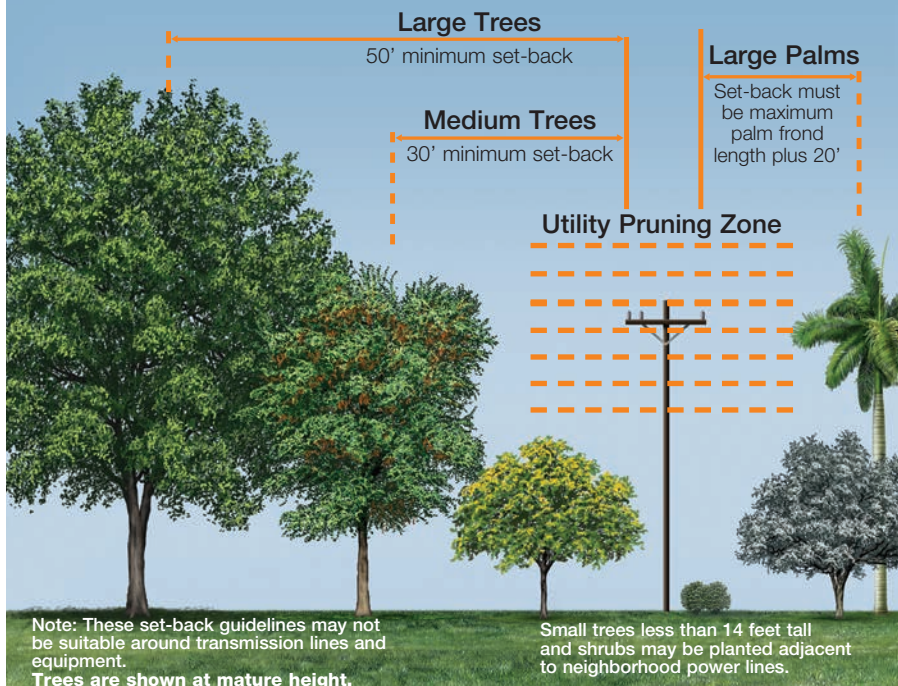 Large Trees
50’ minimum set-back
Large Palms
Set-back must
be maximum
palm frond
length plus 20’
Medium Trees
30’ minimum set-back
Utility Pruning Zone
Note: These set-back guidelines may not
be suitable around transmission lines and
equipment.
Trees are shown at mature height.
Small trees less than 14 feet tall
and shrubs may be planted adjacent
to neighborhood power lines.